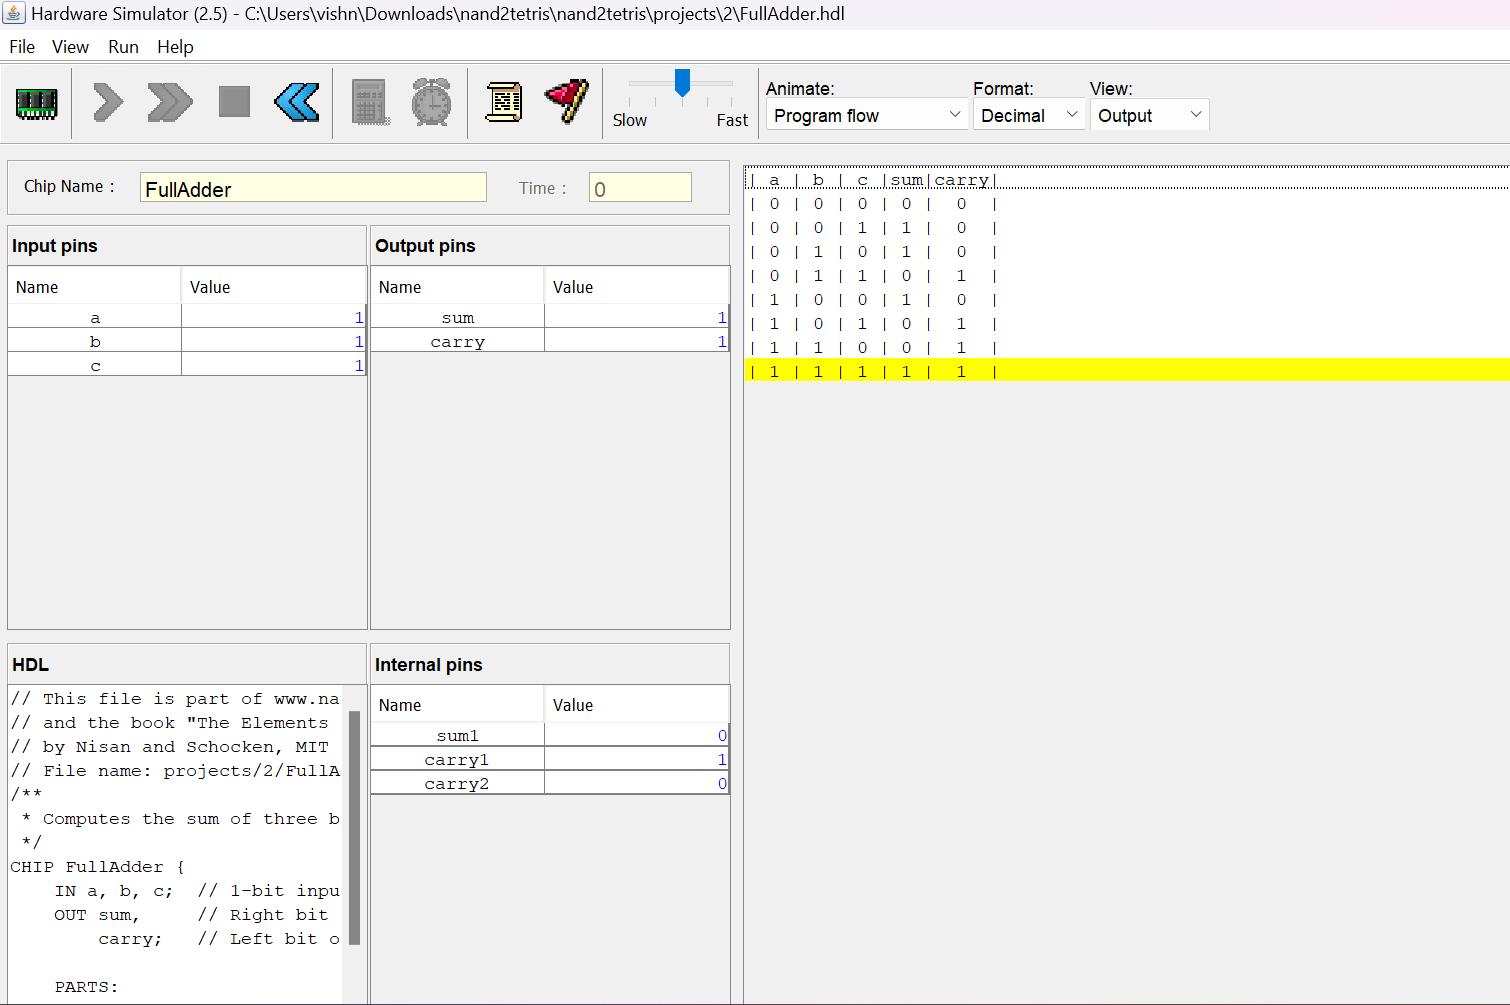 Hardware Simulator (2.5) - C:\Users\vishn\Downloads\nand2tetris\nand2tetris\projects\2\FullAdder.hdl
File View Run Help
Slow Fast
Animate: Format: View:
Program flow Decimal Output
Chip Name : FullAdder Time : 0
Input pins
Name Value
a 1
b 1
c 1
Output pins
Name Value
sum 1
carry 1
HDL
// This file is part of www.na
// and the book "The Elements
// by Nisan and Schocken, MIT
// File name: projects/2/FullA
/**
 * Computes the sum of three b
 */
CHIP FullAdder {
    IN a, b, c;  // 1-bit inpu
    OUT sum,     // Right bit
        carry;   // Left bit o
    PARTS:
Internal pins
Name Value
sum1 0
carry1 1
carry2 0
| a | b | c |sum|carry|
| 0 | 0 | 0 | 0 | 0 |
| 0 | 0 | 1 | 1 | 0 |
| 0 | 1 | 0 | 1 | 0 |
| 0 | 1 | 1 | 0 | 1 |
| 1 | 0 | 0 | 1 | 0 |
| 1 | 0 | 1 | 0 | 1 |
| 1 | 1 | 0 | 0 | 1 |
| 1 | 1 | 1 | 1 | 1 |